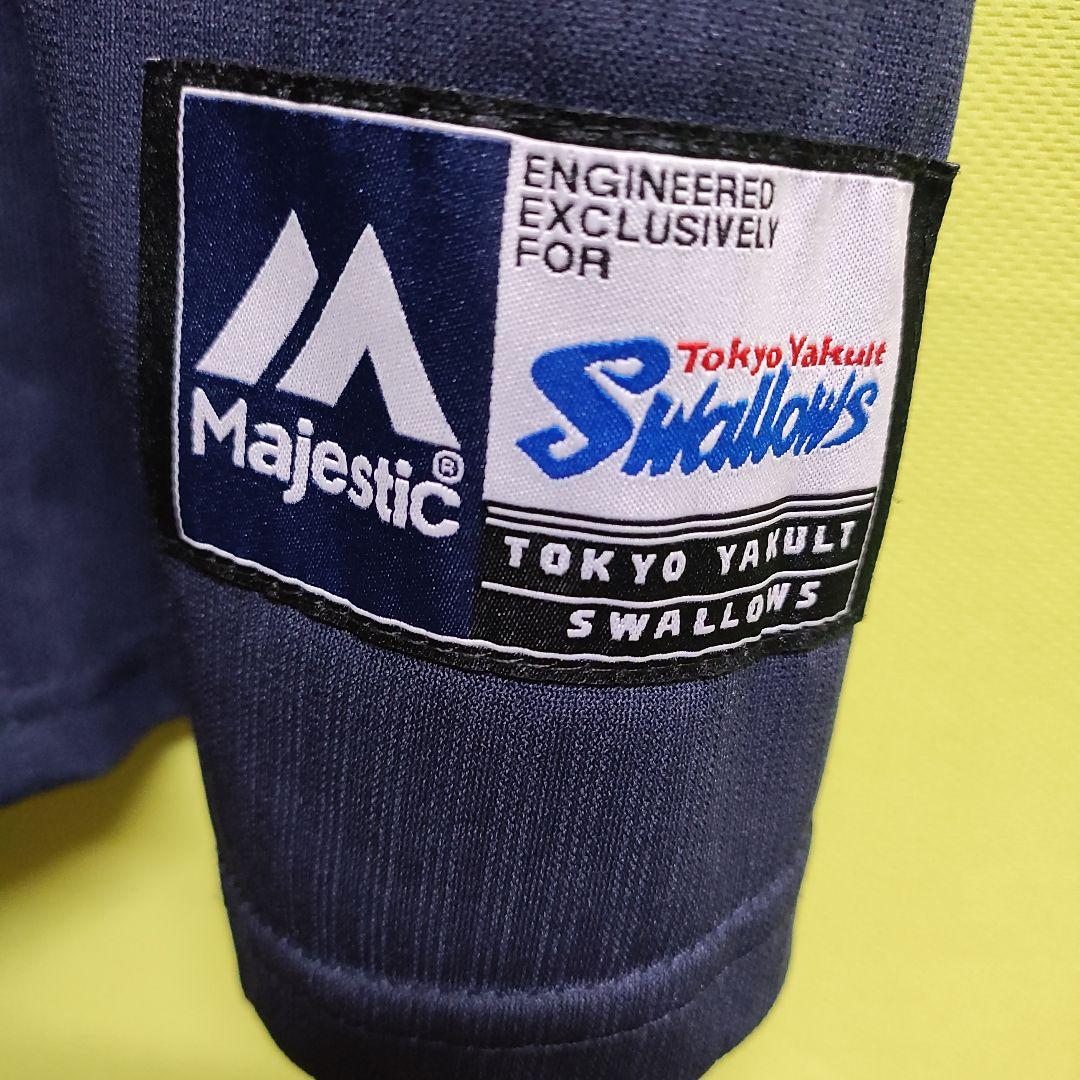 Majestic®
ENGINEERED
EXCLUSIVELY
FOR
Tokyo Yakult
Swallows
TOKYO YAKULT
SWALLOWS